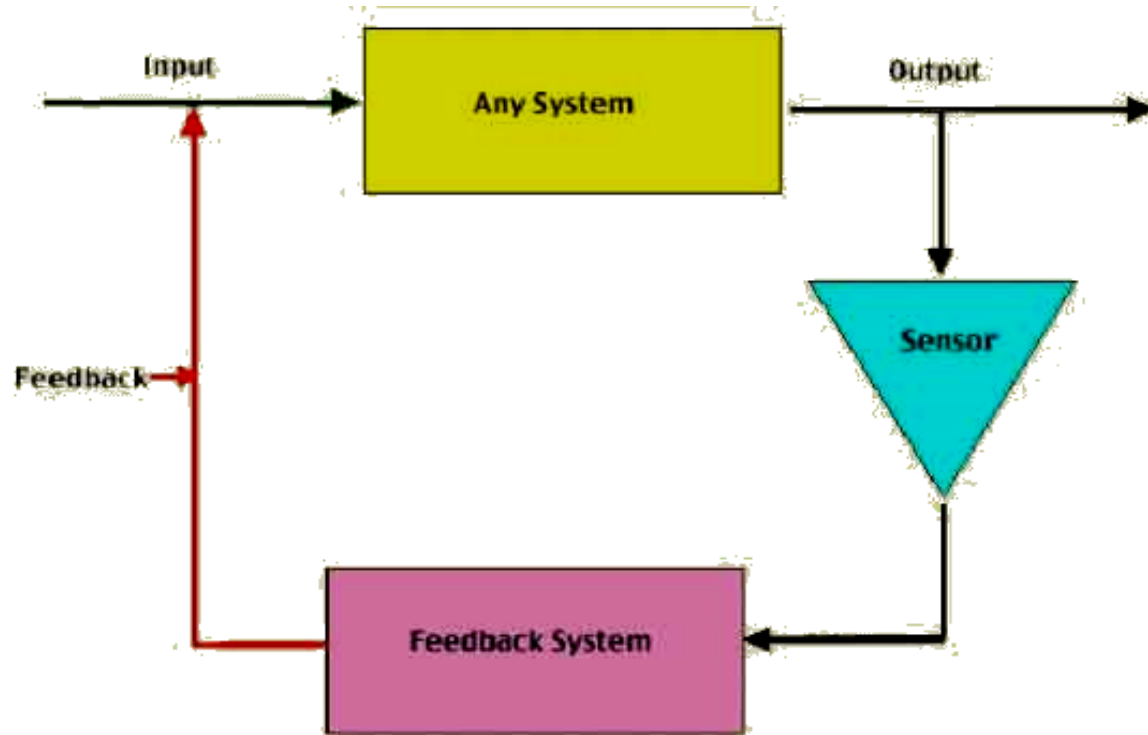 Input
Any System
Output
Sensor
Feedback
Feedback System